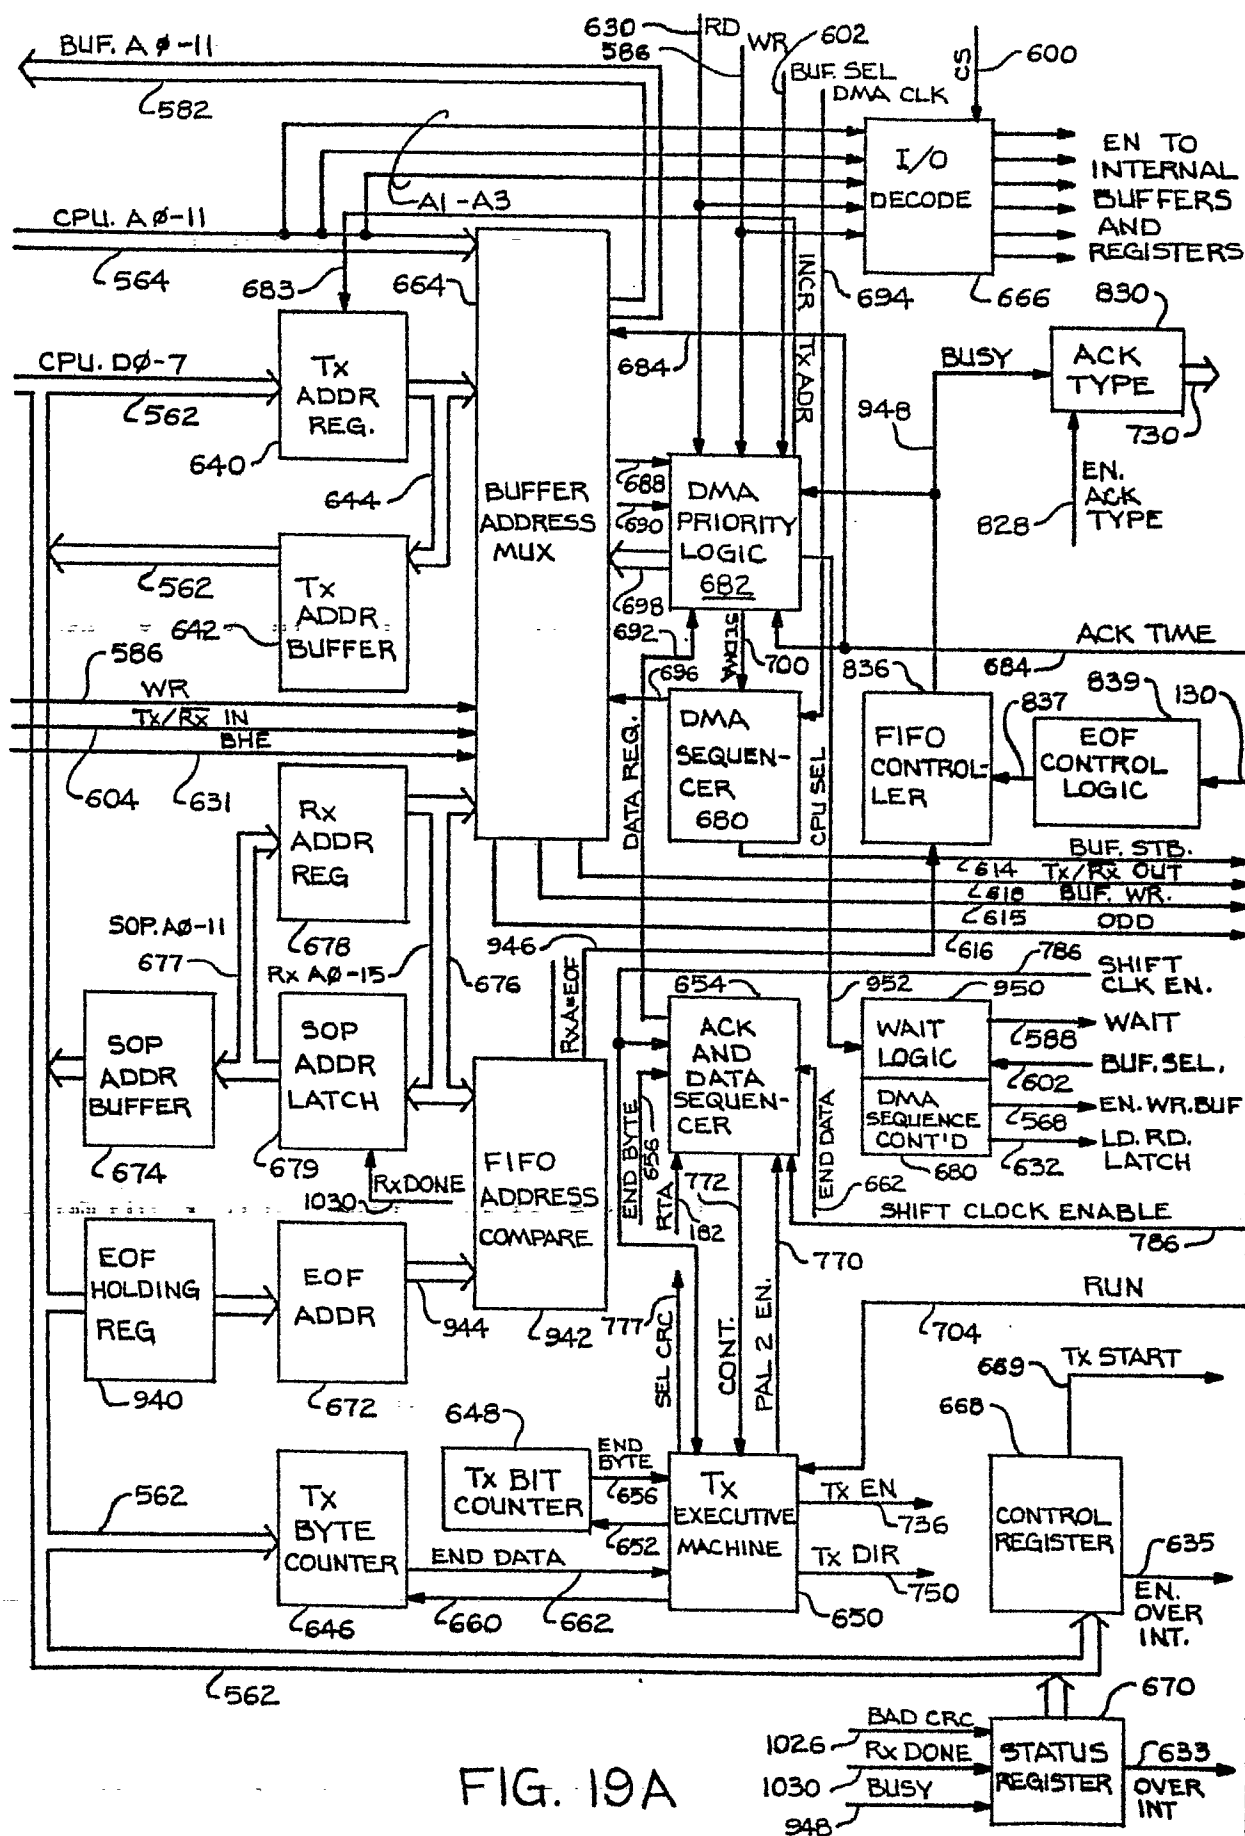 BUF. A Ø-11
582
630
RD
WR
586
602
BUF. SEL
DMA CLK
CS
600
I/O
DECODE
666
EN TO
INTERNAL
BUFFERS
AND
REGISTERS
A1-A3
CPU. A Ø-11
564
683
664
INCR TX ADR
694
830
ACK
TYPE
BUSY
730
948
EN.
ACK
TYPE
828
CPU. DØ-7
562
Tx
ADDR
REG.
640
644
684
BUFFER
ADDRESS
MUX
688
690
698
DMA
PRIORITY
LOGIC
682
562
Tx
ADDR
BUFFER
642
692
STDMA
700
696
ACK TIME
684
586
WR
Tx/R̅x̅ IN
BHE
604
631
DATA REQ.
DMA
SEQUEN-
CER
680
CPU SEL
836
FIFO
CONTROL-
LER
837
839
EOF
CONTROL
LOGIC
130
Rx
ADDR
REG
678
BUF. STB.
614
Tx/R̅x̅ OUT
618
BUF. WR.
615
ODD
616
SOP. AØ-11
677
Rx AØ-15
676
946
RxA=EOF
786
SHIFT
CLK EN.
654
ACK
AND
DATA
SEQUEN-
CER
952
950
WAIT
LOGIC
588
WAIT
602
BUF. SEL.
DMA
SEQUENCE
CONT'D
680
568
EN. WR. BUF
632
LD. RD.
LATCH
SOP
ADDR
BUFFER
674
SOP
ADDR
LATCH
679
RxDONE
1030
FIFO
ADDRESS
COMPARE
942
END BYTE
656
RTA
182
772
END DATA
662
770
SHIFT CLOCK ENABLE
786
EOF
HOLDING
REG
940
EOF
ADDR
672
944
777
SEL CRC
CONT.
PAL 2 EN.
RUN
704
669
Tx START
668
CONTROL
REGISTER
635
EN.
OVER
INT.
648
Tx BIT
COUNTER
END
BYTE
656
652
Tx
EXECUTIVE
MACHINE
650
Tx EN
736
Tx DIR
750
562
Tx
BYTE
COUNTER
646
END DATA
660
662
562
670
STATUS
REGISTER
BAD CRC
1026
Rx DONE
1030
BUSY
948
633
OVER
INT
FIG. 19A